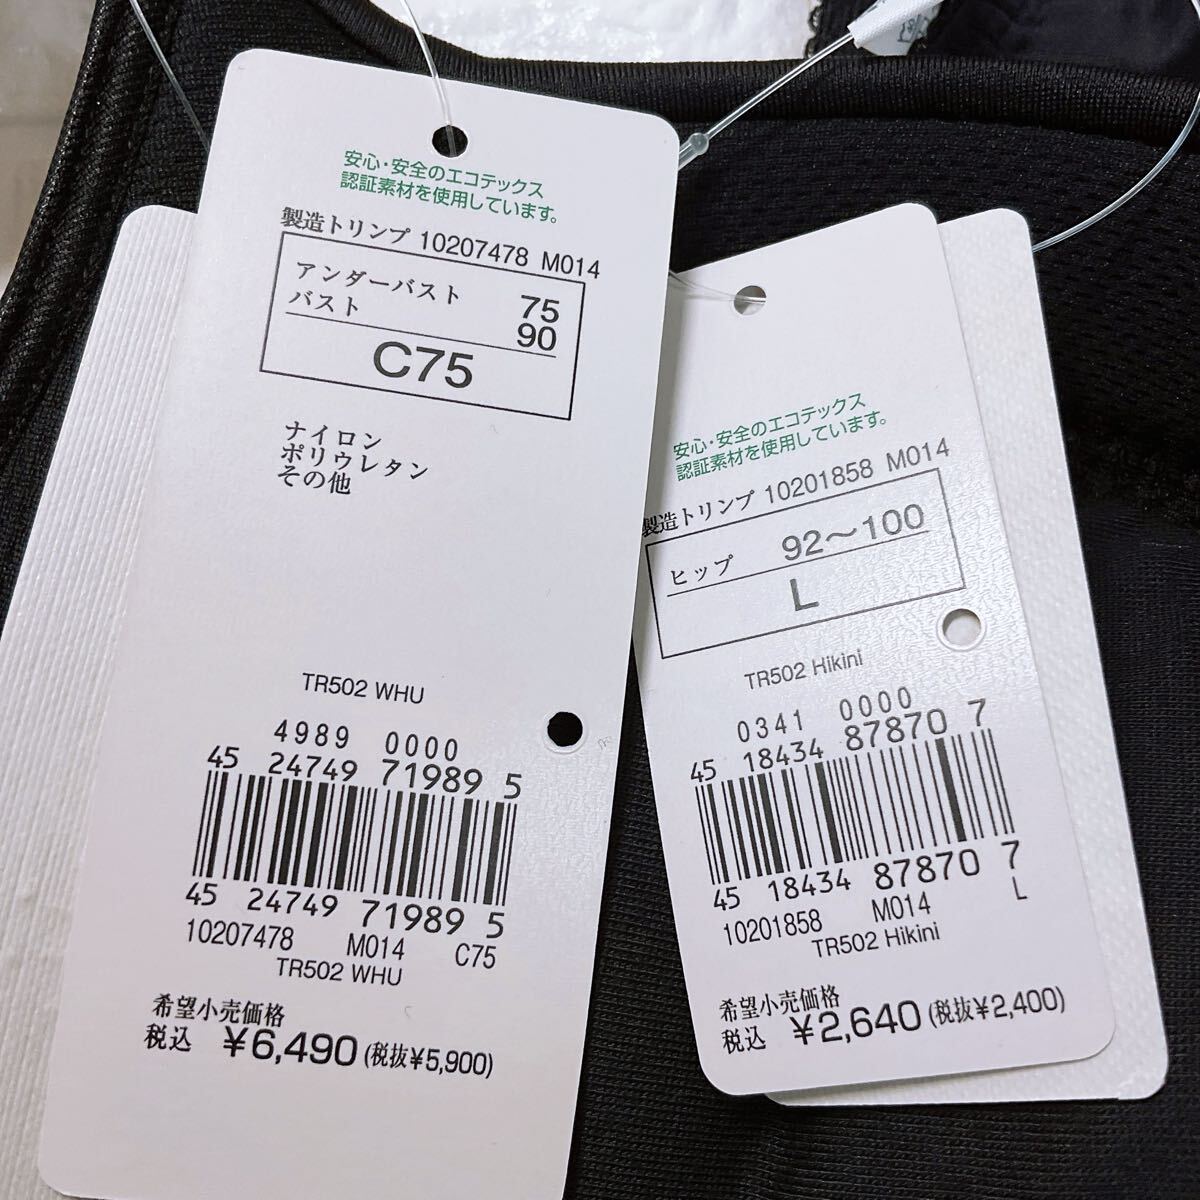 安心・安全のエコテックス
認証素材を使用しています。
製造トリンプ 10207478 M014
アンダーバスト 75
バスト 90
C75
ナイロン
ポリウレタン
その他
TR502 WHU
4989 0000
45 24749 71989 5
45 24749 71989 5
10207478 M014 C75
TR502 WHU
希望小売価格
税込 ¥6,490 (税抜¥5,900)
安心・安全のエコテックス
認証素材を使用しています。
製造トリンプ 10201858 M014
ヒップ 92～100
L
TR502 Hikini
0341 0000
45 18434 87870 7
45 18434 87870 7
10201858 M014 L
TR502 Hikini
希望小売価格
税込 ¥2,640 (税抜¥2,400)